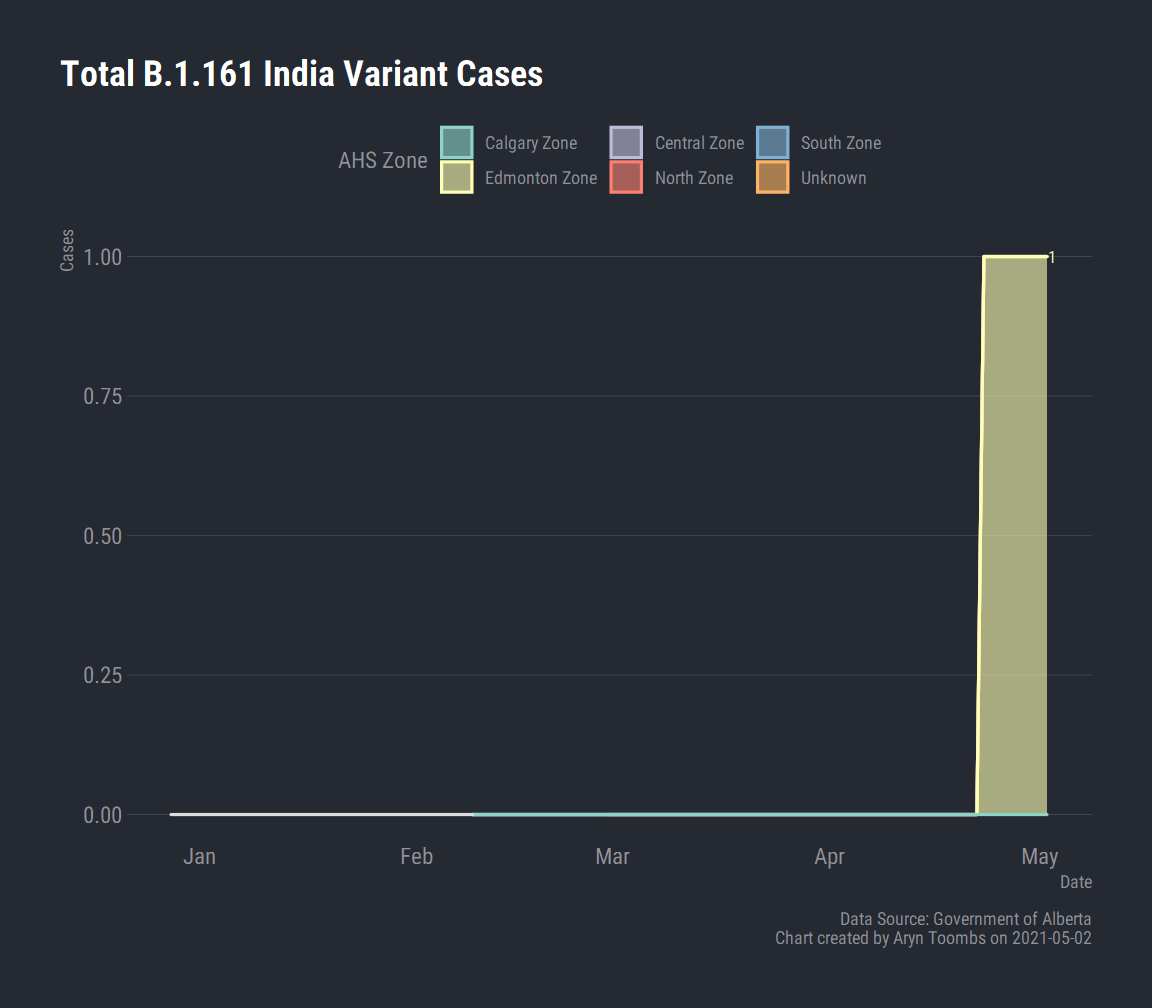 Total B.1.161 India Variant Cases
AHS Zone
Calgary Zone
Central Zone
South Zone
Edmonton Zone
North Zone
Unknown
Cases
1.00
1
0.75
0.50
0.25
0.00
Jan Feb Mar Apr May
Date
Data Source: Government of Alberta
Chart created by Aryn Toombs on 2021-05-02